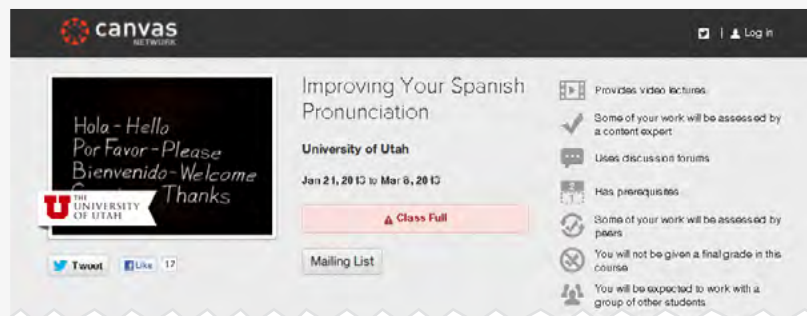 canvas
NETWORK
Log in
Hola - Hello
Por Favor - Please
Bienvenido - Welcome
Thanks
THE
UNIVERSITY
OF UTAH
Tweet
Like 17
Improving Your Spanish
Pronunciation
University of Utah
Jan 21, 2013 to Mar 8, 2013
Class Full
Mailing List
Provides video lectures
Some of your work will be assessed by
a content expert
Uses discussion forums
Has prerequisites
Some of your work will be assessed by
peers
You will not be given a final grade in this
course
You will be expected to work with a
group of other students